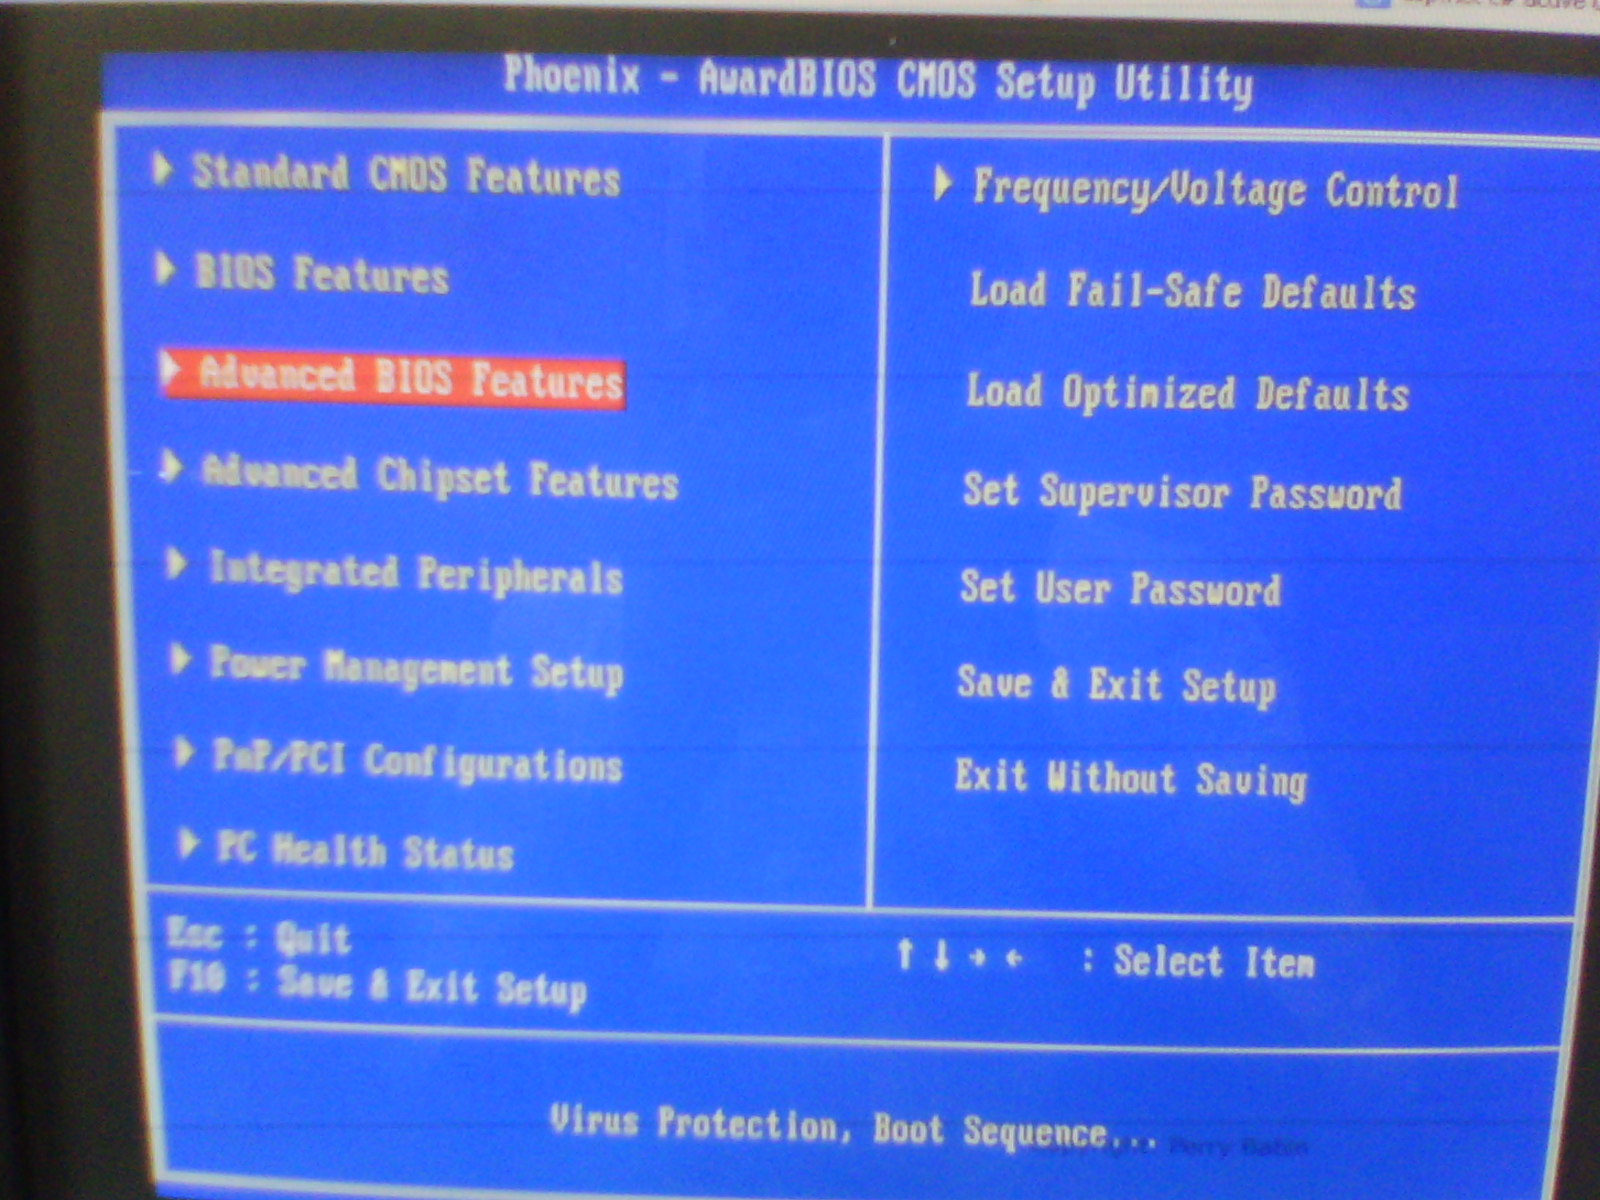 Phoenix - AwardBIOS CMOS Setup Utility
Standard CMOS Features
BIOS Features
Advanced BIOS Features
Advanced Chipset Features
Integrated Peripherals
Power Management Setup
PnP/PCI Configurations
PC Health Status
Frequency/Voltage Control
Load Fail-Safe Defaults
Load Optimized Defaults
Set Supervisor Password
Set User Password
Save & Exit Setup
Exit Without Saving
Esc : Quit
F10 : Save & Exit Setup
↑ ↓ → ← : Select Item
Virus Protection, Boot Sequence...